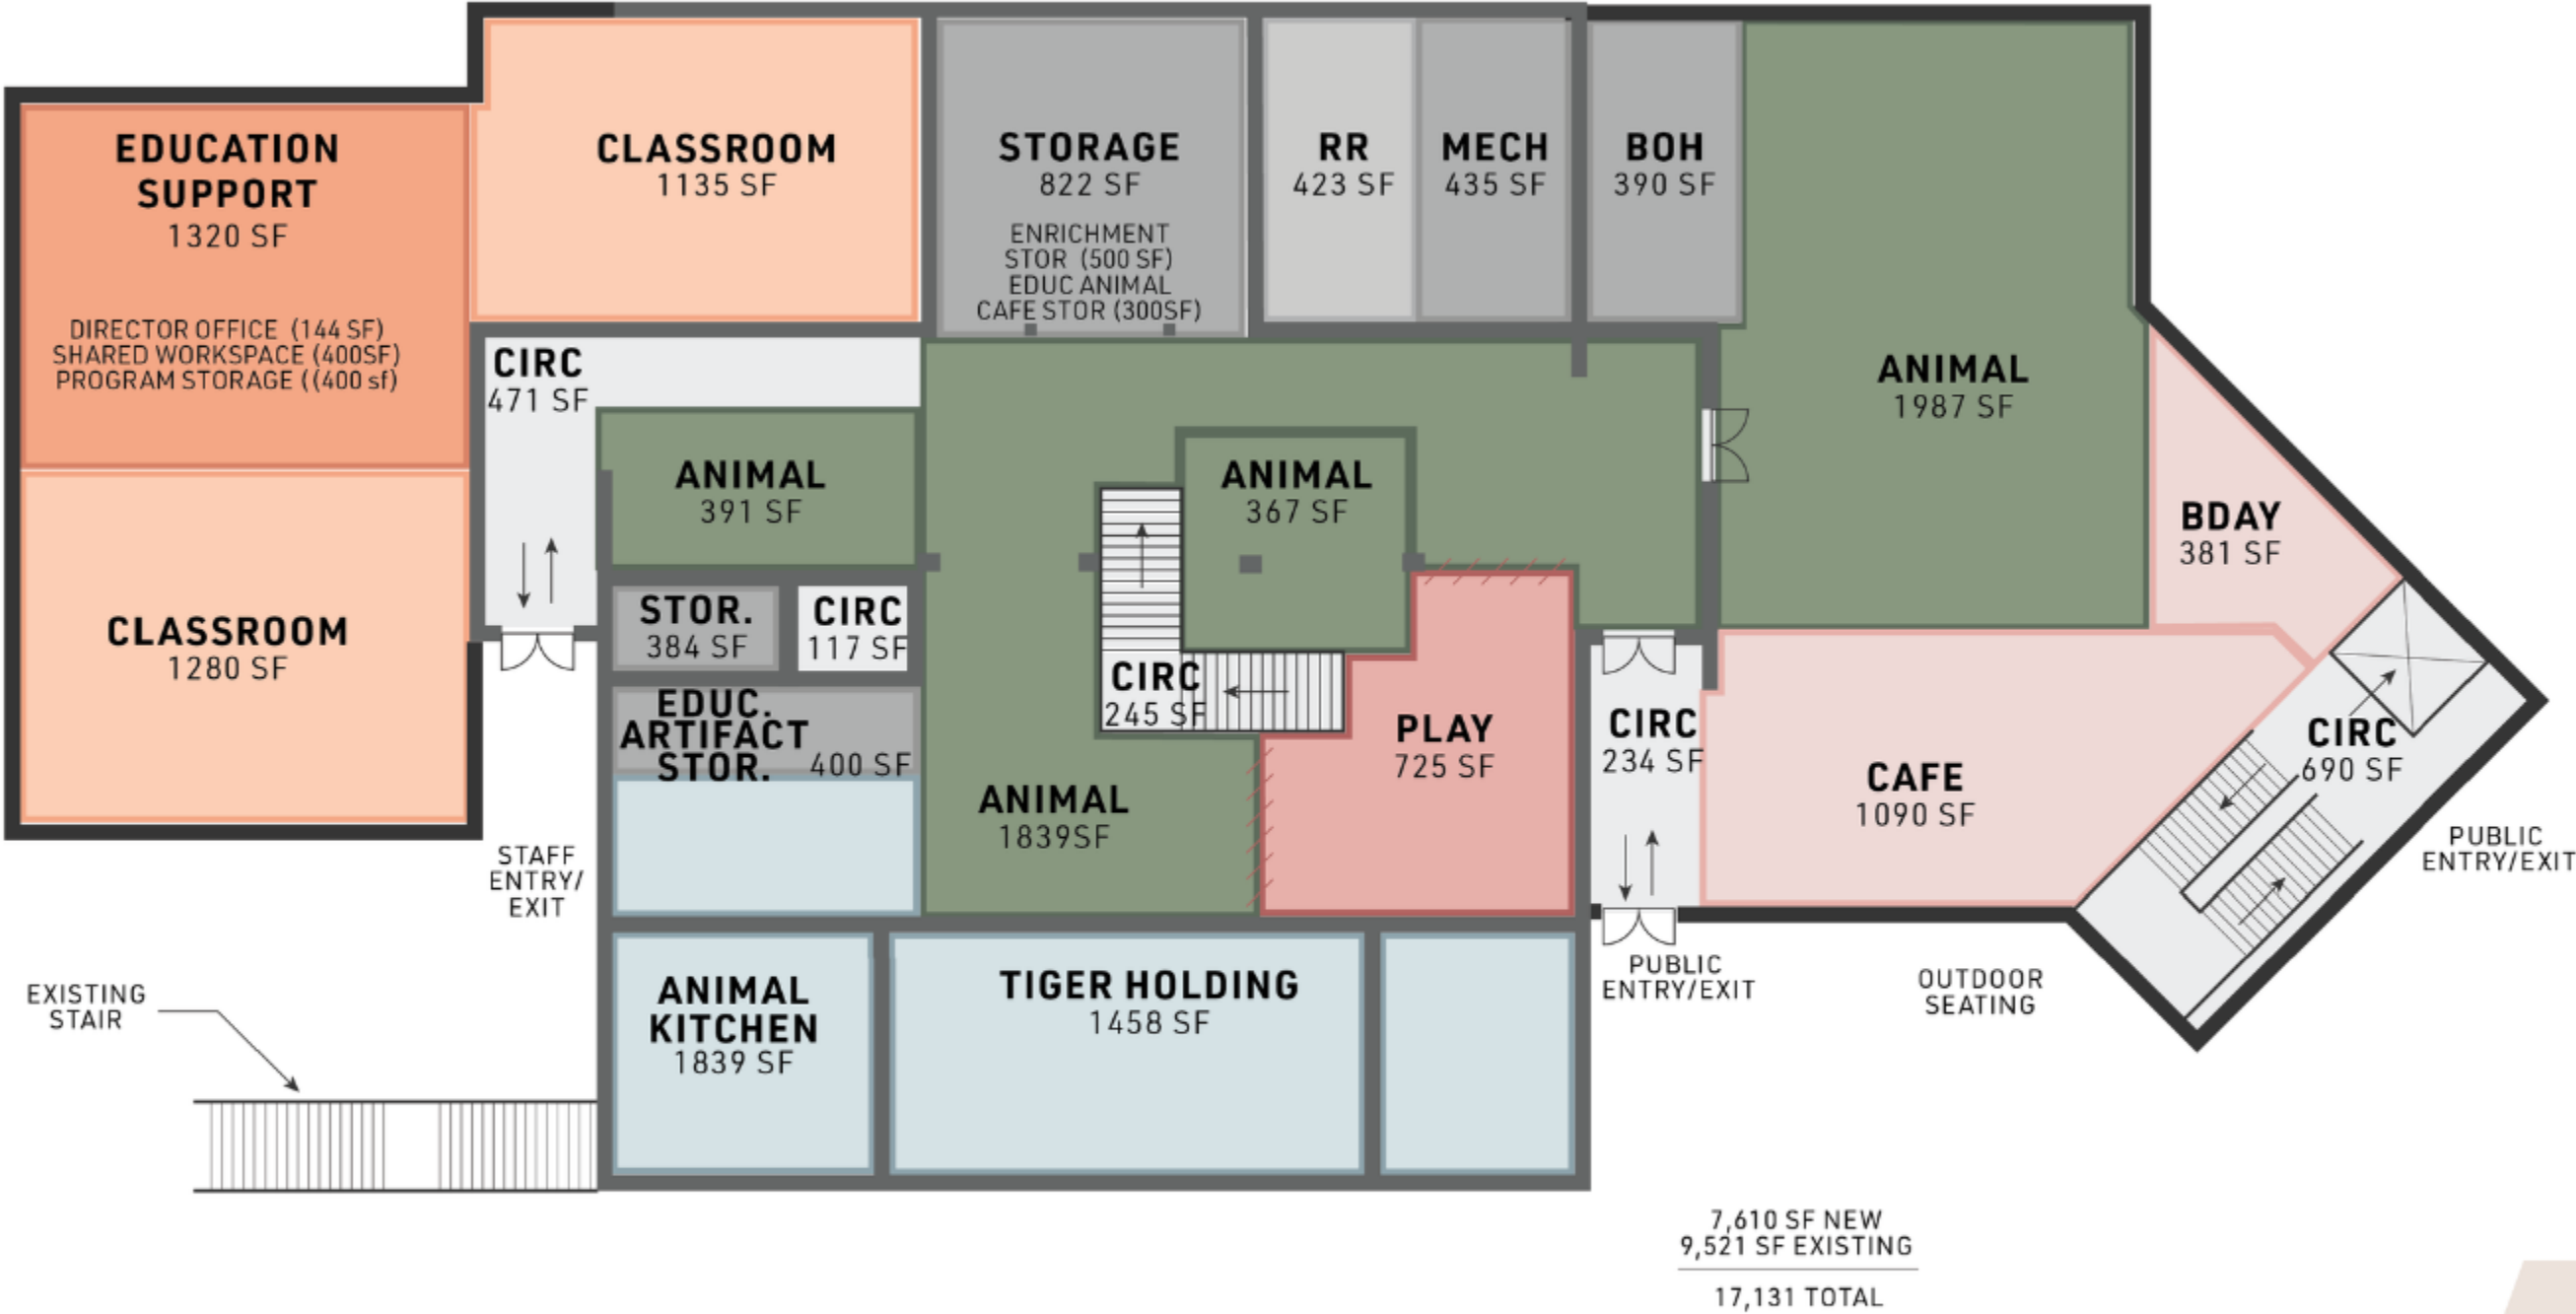 EDUCATION
SUPPORT
1320 SF
DIRECTOR OFFICE (144 SF)
SHARED WORKSPACE (400SF)
PROGRAM STORAGE ((400 sf)
CLASSROOM
1135 SF
STORAGE
822 SF
ENRICHMENT
STOR (500 SF)
EDUC ANIMAL
CAFE STOR (300SF)
RR
423 SF
MECH
435 SF
BOH
390 SF
ANIMAL
1987 SF
CIRC
471 SF
ANIMAL
391 SF
ANIMAL
367 SF
BDAY
381 SF
CLASSROOM
1280 SF
STOR.
384 SF
CIRC
117 SF
EDUC.
ARTIFACT
STOR.
400 SF
CIRC
245 SF
ANIMAL
1839SF
PLAY
725 SF
CIRC
234 SF
CAFE
1090 SF
CIRC
690 SF
STAFF
ENTRY/
EXIT
PUBLIC
ENTRY/EXIT
EXISTING
STAIR
ANIMAL
KITCHEN
1839 SF
TIGER HOLDING
1458 SF
PUBLIC
ENTRY/EXIT
OUTDOOR
SEATING
7,610 SF NEW
9,521 SF EXISTING
17,131 TOTAL